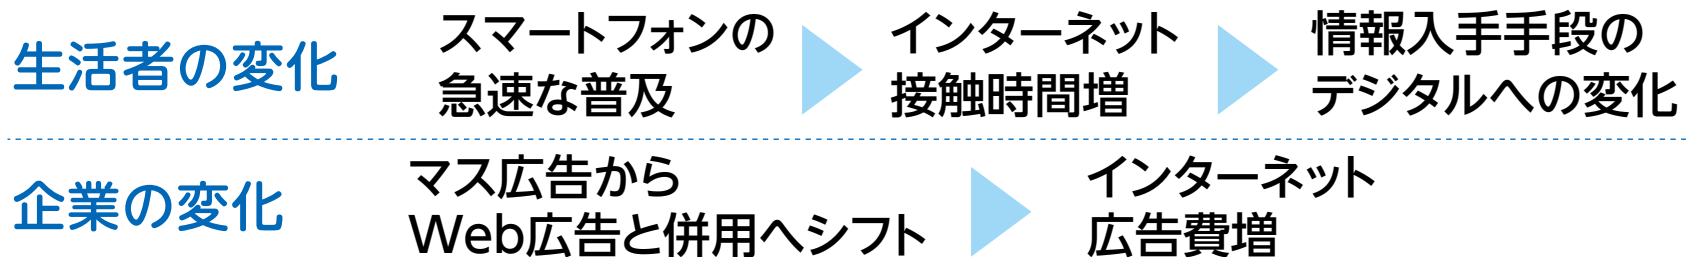 生活者の変化
スマートフォンの
急速な普及
インターネット
接触時間増
情報入手手段の
デジタルへの変化
企業の変化
マス広告から
Web広告と併用へシフト
インターネット
広告費増